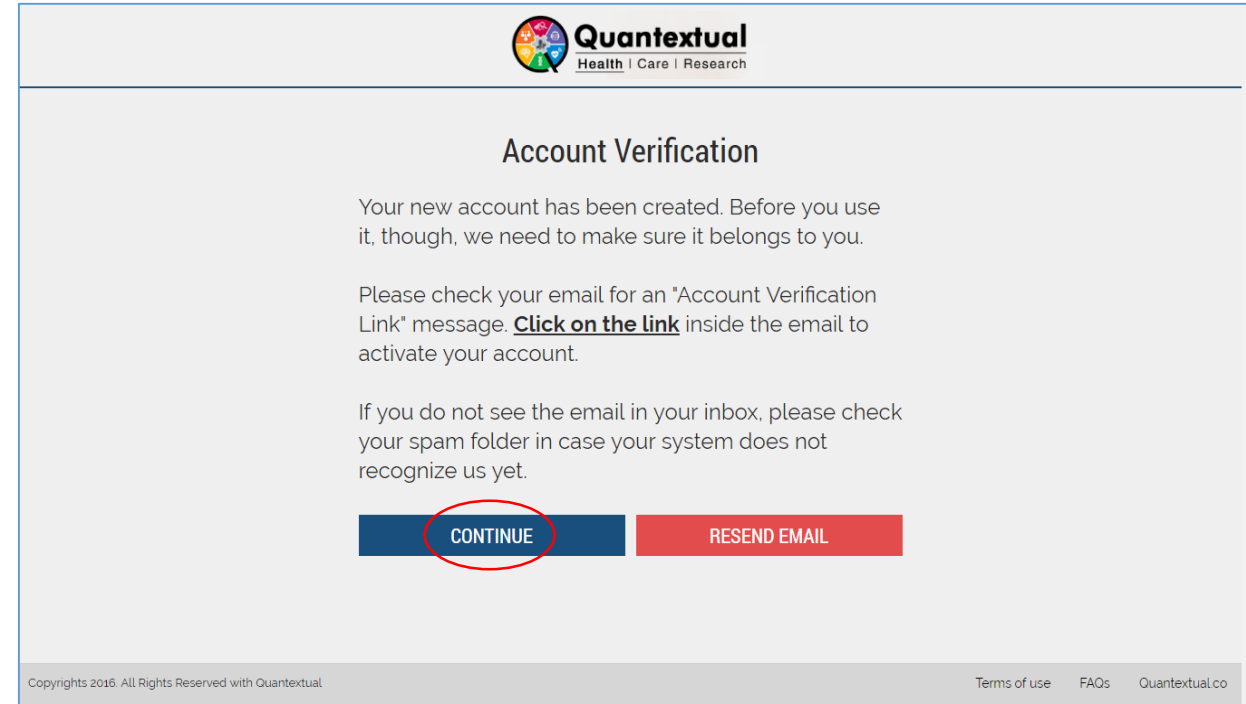 Quantextual
Health | Care | Research
Account Verification
Your new account has been created. Before you use
it, though, we need to make sure it belongs to you.
Please check your email for an "Account Verification
Link" message. Click on the link inside the email to
activate your account.
If you do not see the email in your inbox, please check
your spam folder in case your system does not
recognize us yet.
CONTINUE
RESEND EMAIL
Copyrights 2016. All Rights Reserved with Quantextual
Terms of use
FAQs
Quantextual.co